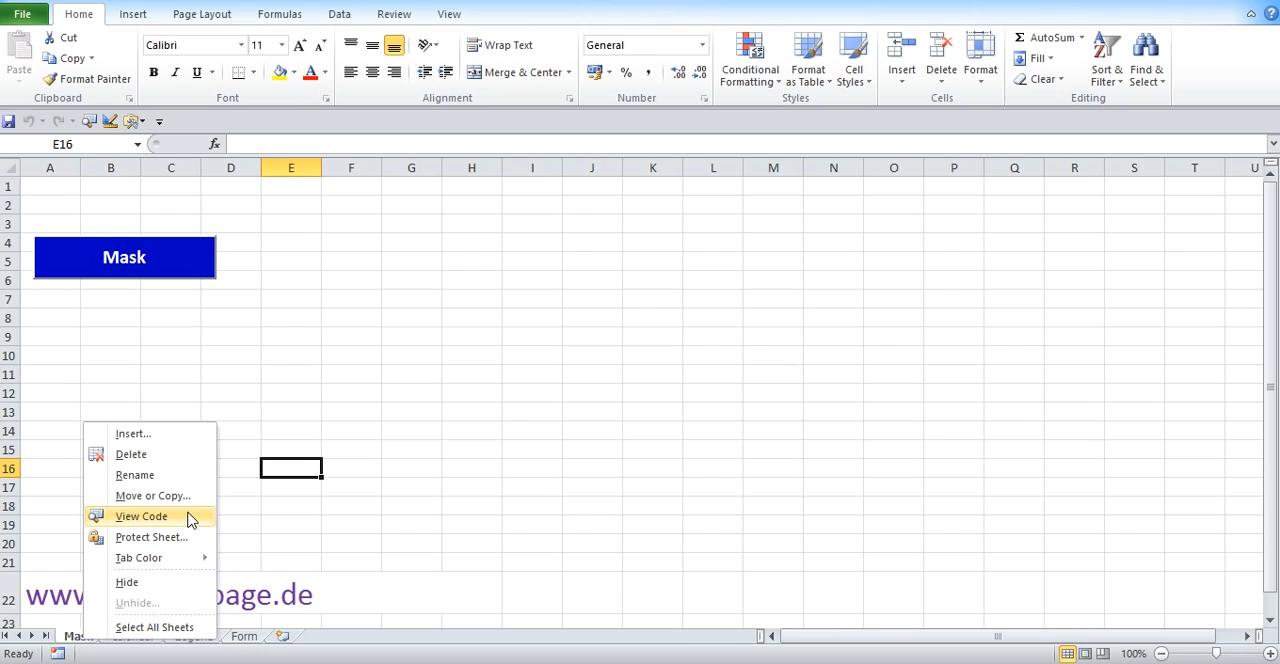 File Home Insert Page Layout Formulas Data Review View
Cut
Copy
Format Painter
Paste
Clipboard
Calibri 11
B I U
Font
Wrap Text
Merge & Center
Alignment
General
%
Number
Conditional Formatting
Format as Table
Cell Styles
Styles
Insert Delete Format
Cells
AutoSum
Fill
Clear
Sort & Filter
Find & Select
Editing
E16
fx
A B C D E F G H I J K L M N O P Q R S T U
1
2
3
4
5
6
7
8
9
10
11
12
13
14
15
16
17
18
19
20
21
22
23
Mask
Insert...
Delete
Rename
Move or Copy...
View Code
Protect Sheet...
Tab Color
Hide
Unhide...
Select All Sheets
page.de
Form
Ready
100%